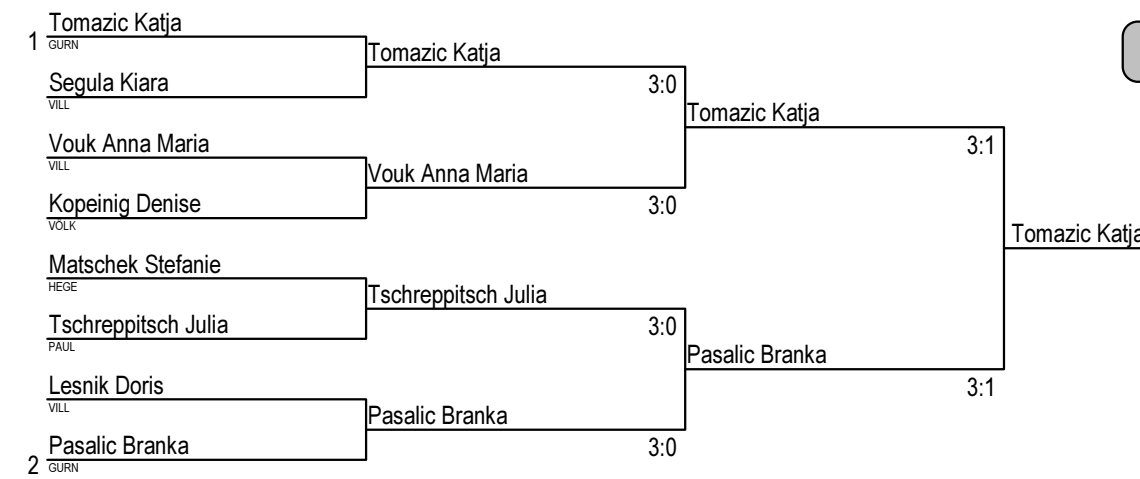 Tomazic Katja
1 GURN
Tomazic Katja
Segula Kiara
3:0
VILL
Tomazic Katja
Vouk Anna Maria
3:1
VILL
Vouk Anna Maria
Kopeinig Denise
3:0
VÖLK
Tomazic Katja
Matschek Stefanie
HEGE
Tschreppitsch Julia
Tschreppitsch Julia
3:0
PAUL
Pasalic Branka
Lesnik Doris
3:1
VILL
Pasalic Branka
Pasalic Branka
3:0
2 GURN